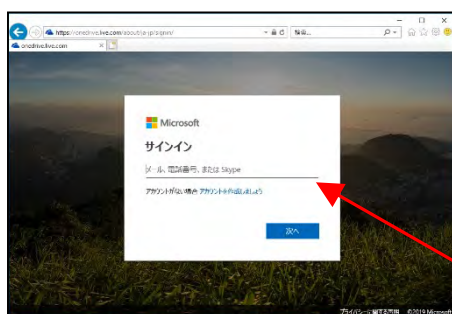 https://onedrive.live.com/about/ja-jp/signin/
検索...
onedrive.live.com
Microsoft
サインイン
メール、電話番号、または Skype
アカウントがない場合 アカウントを作成しましょう
次へ
プライバシーに関する声明 ©2019 Microsoft